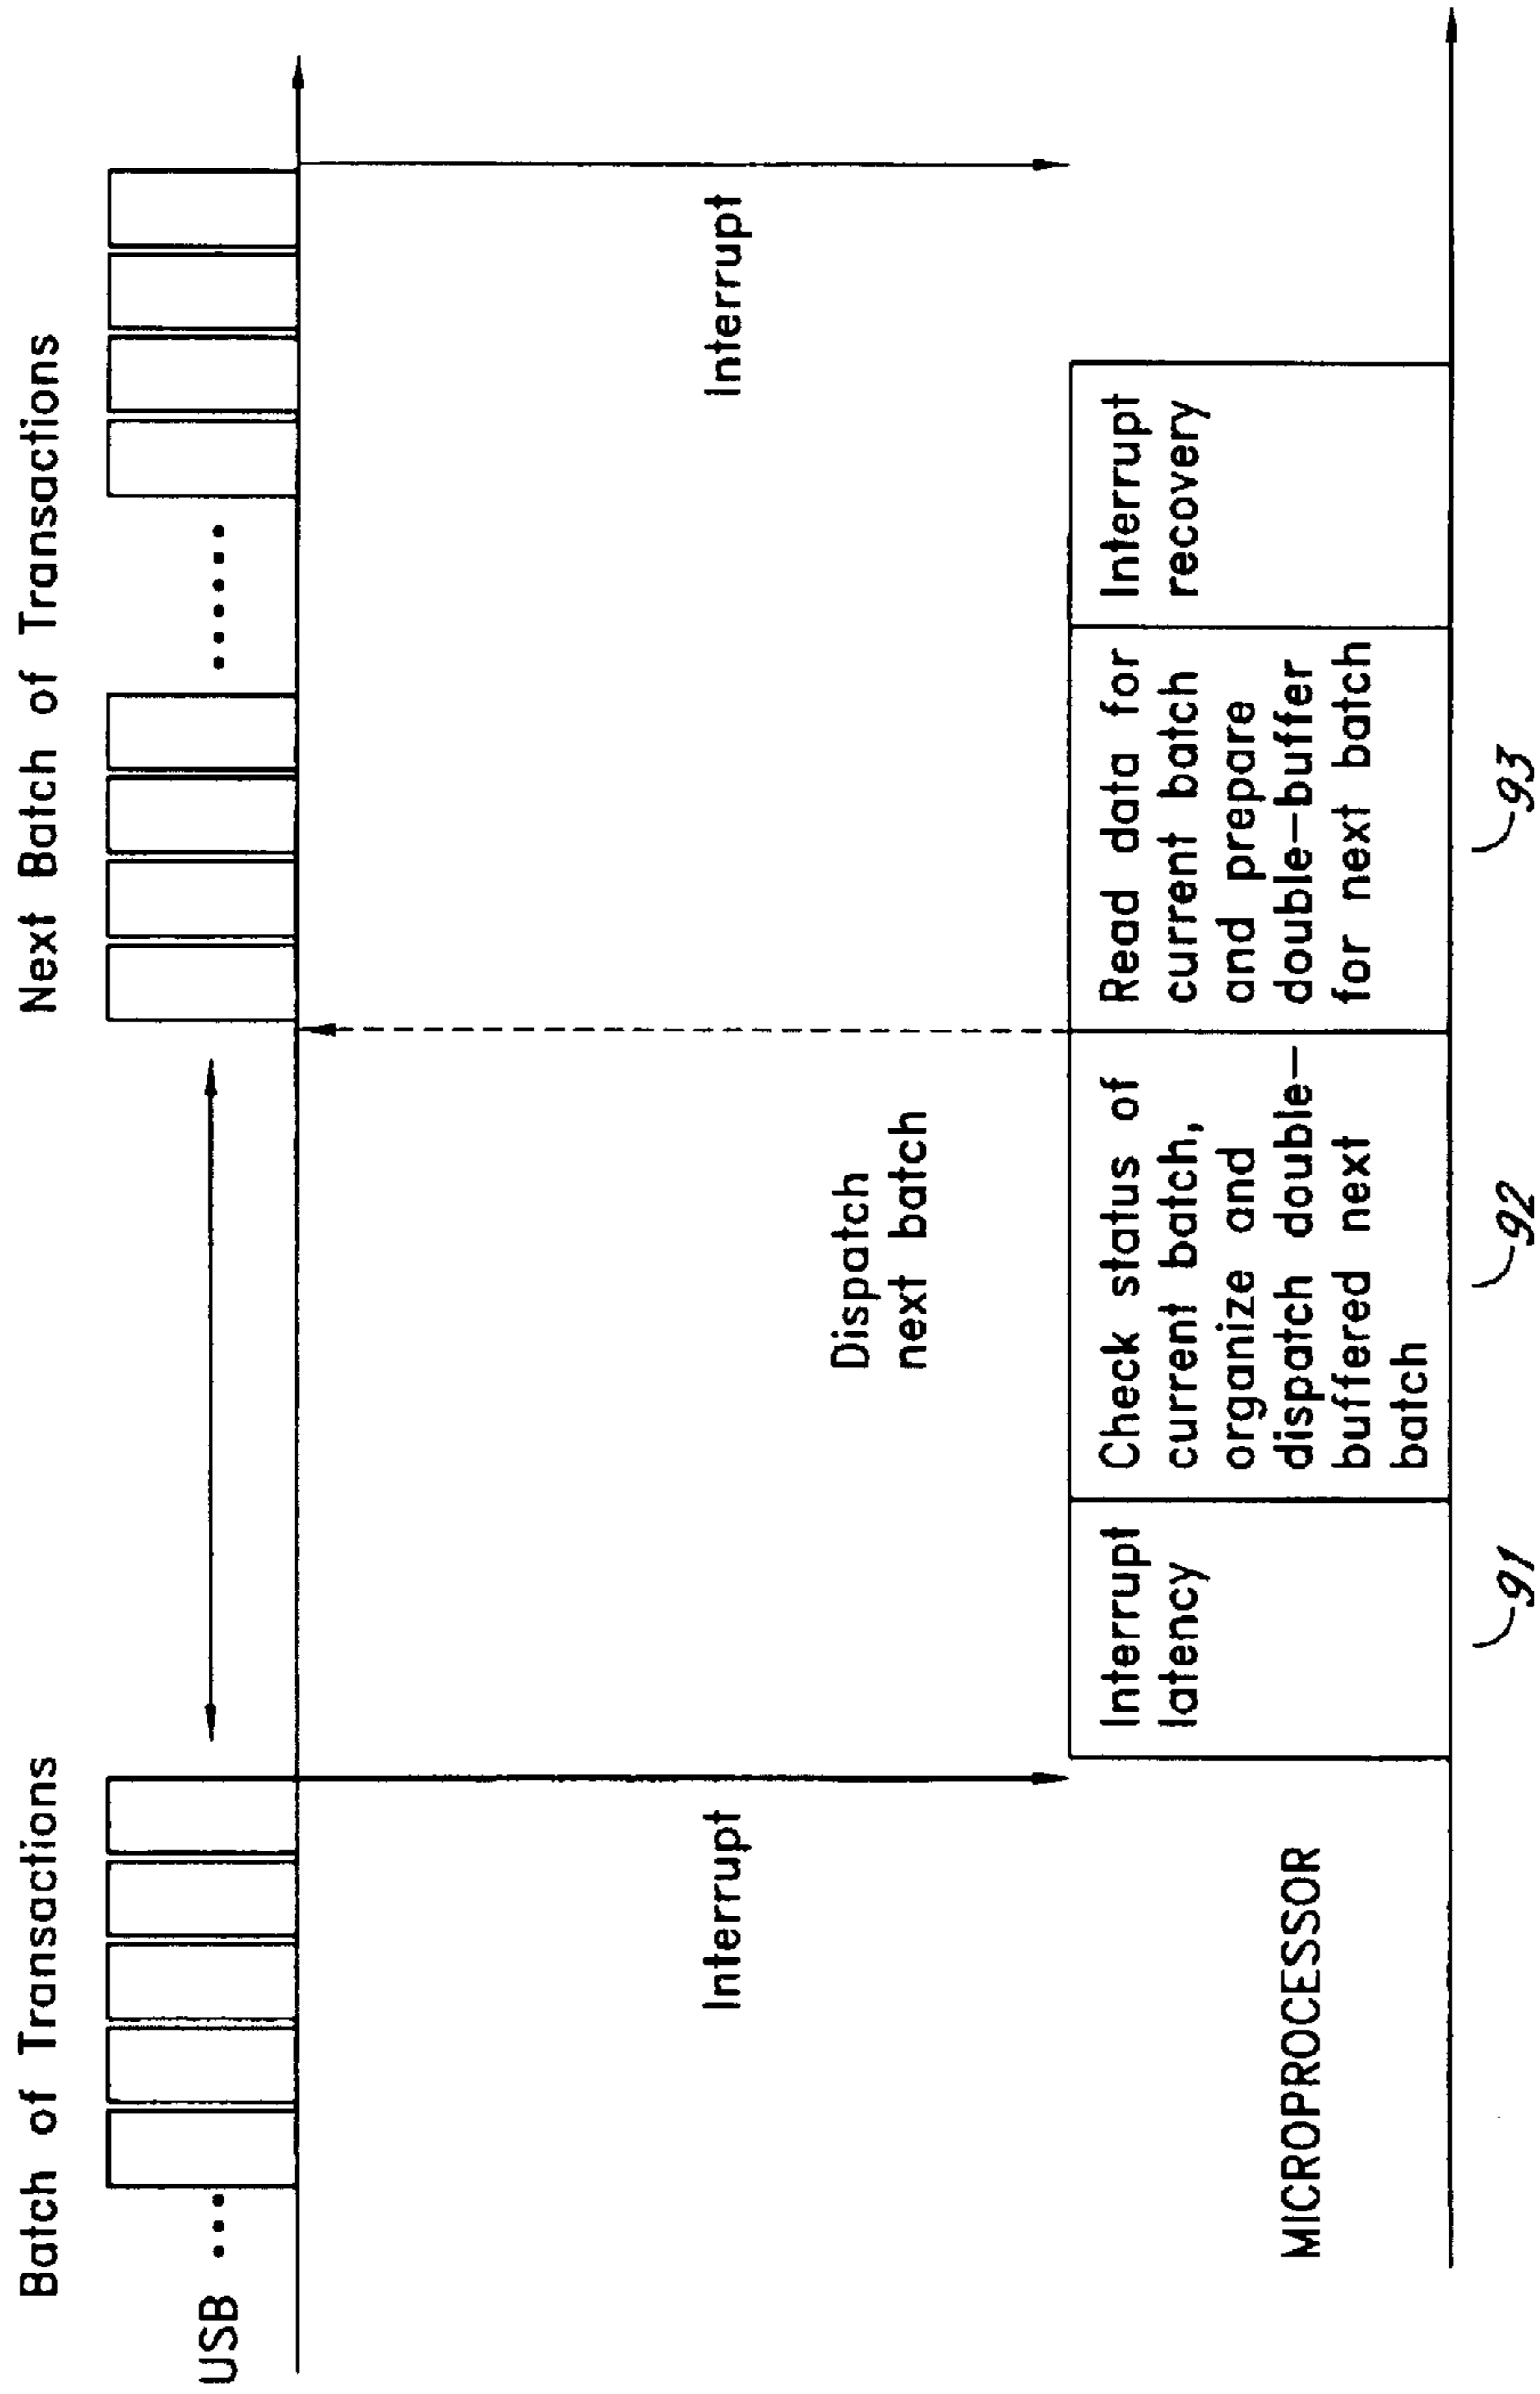 Batch of Transactions
Next Batch of Transactions
USB
Interrupt
Interrupt
Dispatch
next batch
MICROPROCESSOR
Interrupt
latency
Check status of
current batch,
organize and
dispatch double-
buffered next
batch
Read data for
current batch
and prepare
double-buffer
for next batch
Interrupt
recovery
91
92
93